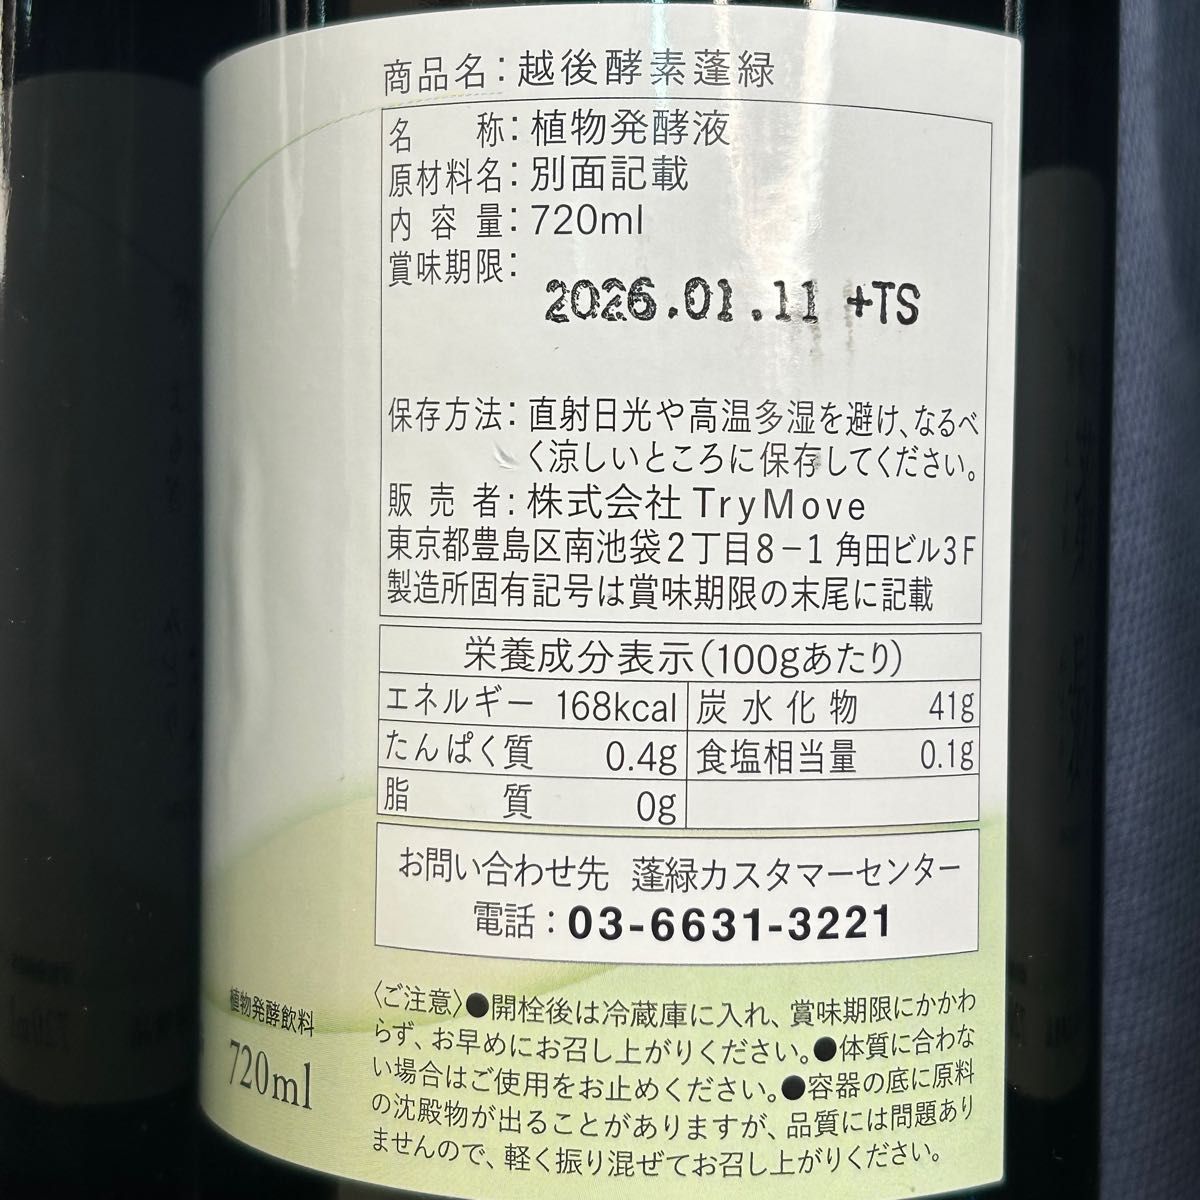 商品名：越後酵素蓬緑
名　　称：植物発酵液
原材料名：別面記載
内 容 量：720ml
賞味期限：
2026.01.11 +TS
保存方法：直射日光や高温多湿を避け、なるべ
く涼しいところに保存してください。
販 売 者：株式会社 TryMove
東京都豊島区南池袋2丁目8−1 角田ビル3F
製造所固有記号は賞味期限の末尾に記載
栄養成分表示(100gあたり)
エネルギー 168kcal 炭水化物 41g
たんぱく質 0.4g 食塩相当量 0.1g
脂　　質 0g
お問い合わせ先 蓬緑カスタマーセンター
電話：03-6631-3221
〈ご注意〉●開栓後は冷蔵庫に入れ、賞味期限にかかわ
らず、お早めにお召し上がりください。●体質に合わな
い場合はご使用をお止めください。●容器の底に原料
の沈殿物が出ることがありますが、品質には問題あり
ませんので、軽く振り混ぜてお召し上がりください。
植物発酵飲料
720ml